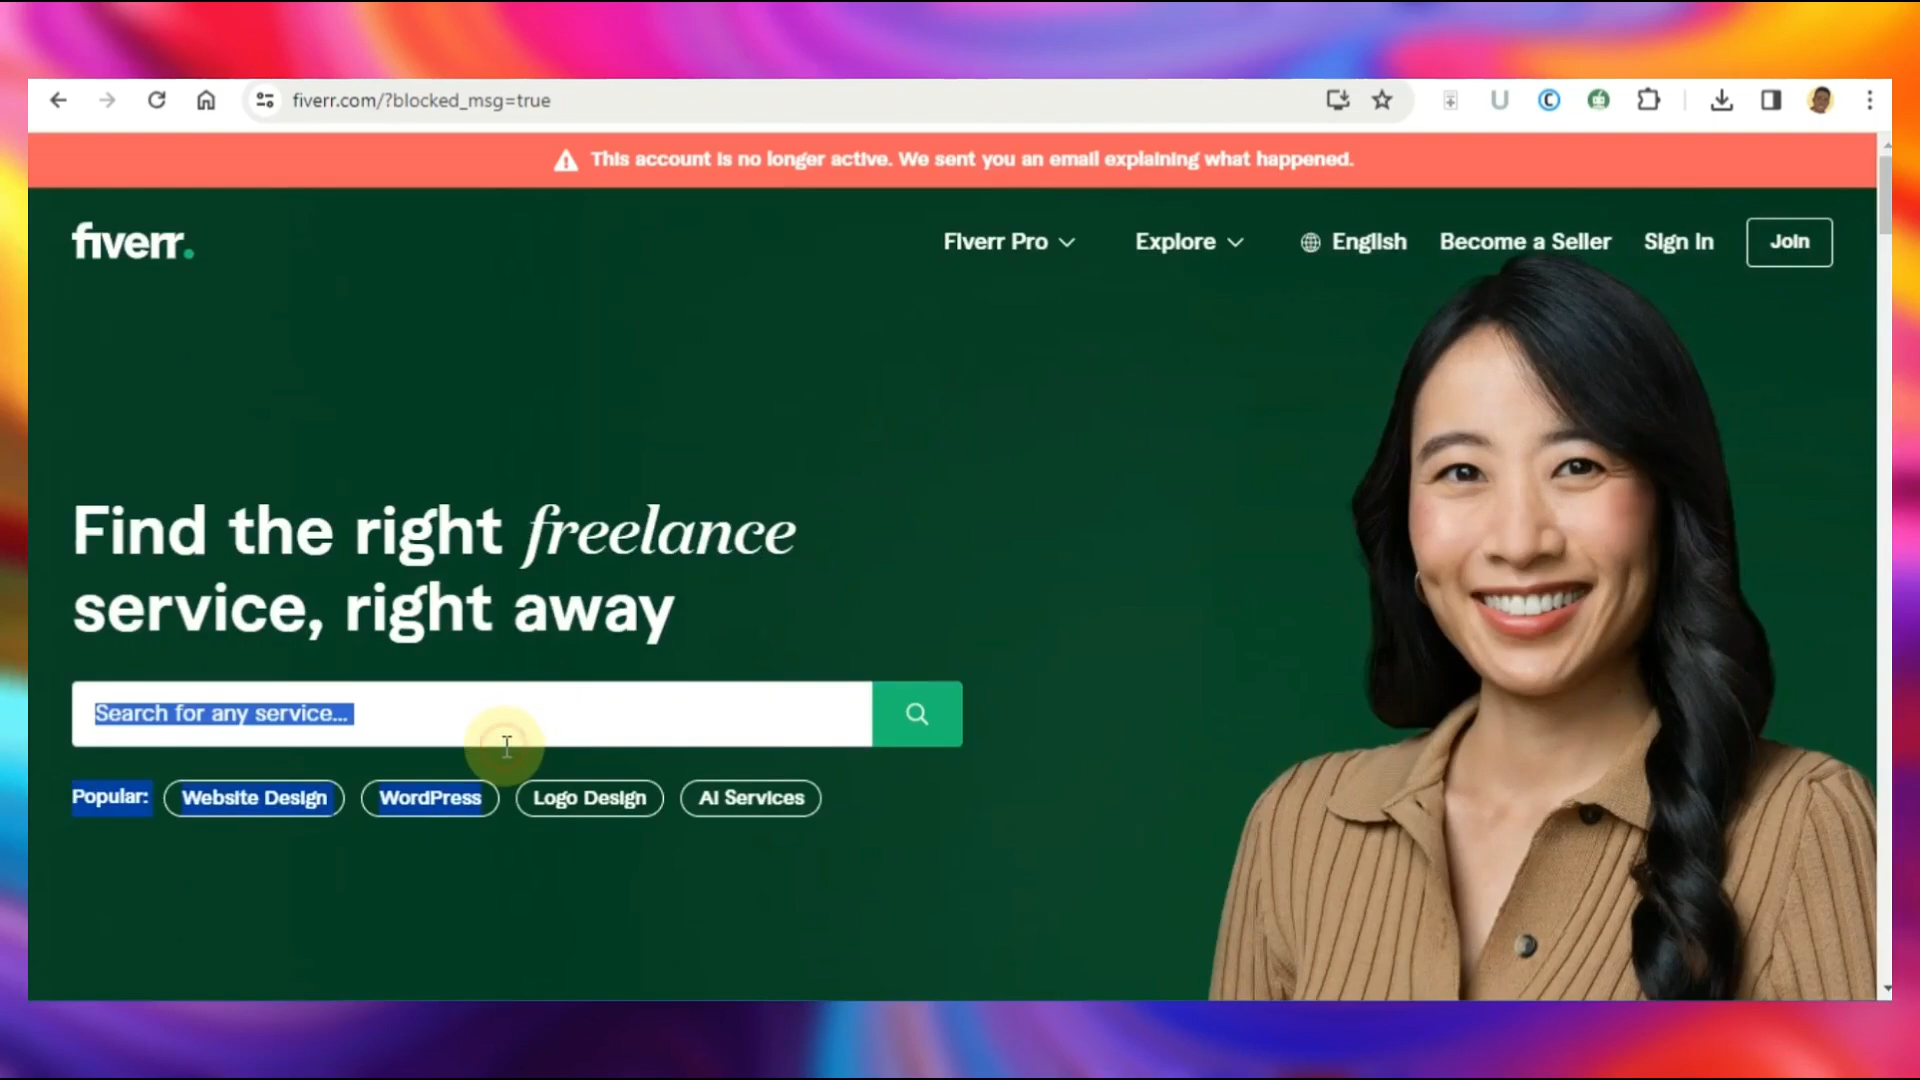 fiverr.com/?blocked_msg=true
This account is no longer active. We sent you an email explaining what happened.
fiverr.
Fiverr Pro
Explore
English
Become a Seller
Sign In
Join
Find the right freelance
service, right away
Search for any service...
Popular:
Website Design
WordPress
Logo Design
AI Services